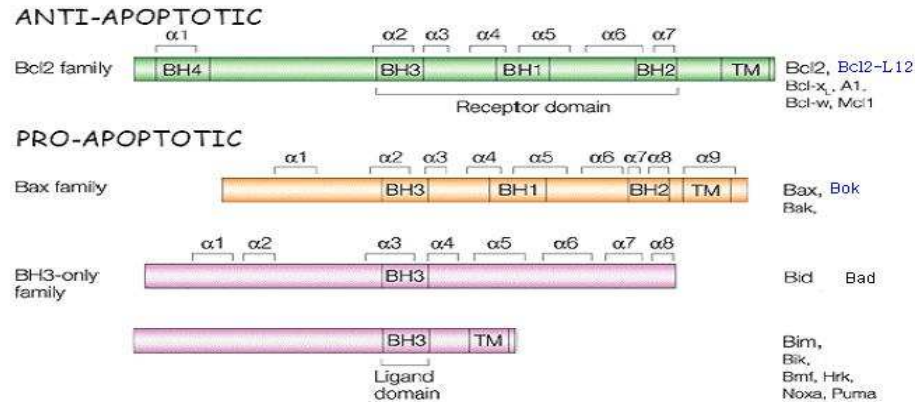 ANTI-APOPTOTIC
α1 α2 α3 α4 α5 α6 α7
Bcl2 family BH4 BH3 BH1 BH2 TM Bcl2, Bcl2-L12
Bcl-xL, A1,
Receptor domain Bcl-w, Mcl1
PRO-APOPTOTIC
α1 α2 α3 α4 α5 α6 α7 α8 α9
Bax family BH3 BH1 BH2 TM Bax, Bok
Bak,
α1 α2 α3 α4 α5 α6 α7 α8
BH3-only
family BH3 Bid Bad
BH3 TM Bim,
Bik,
Ligand
domain Bmf, Hrk,
Noxa, Puma